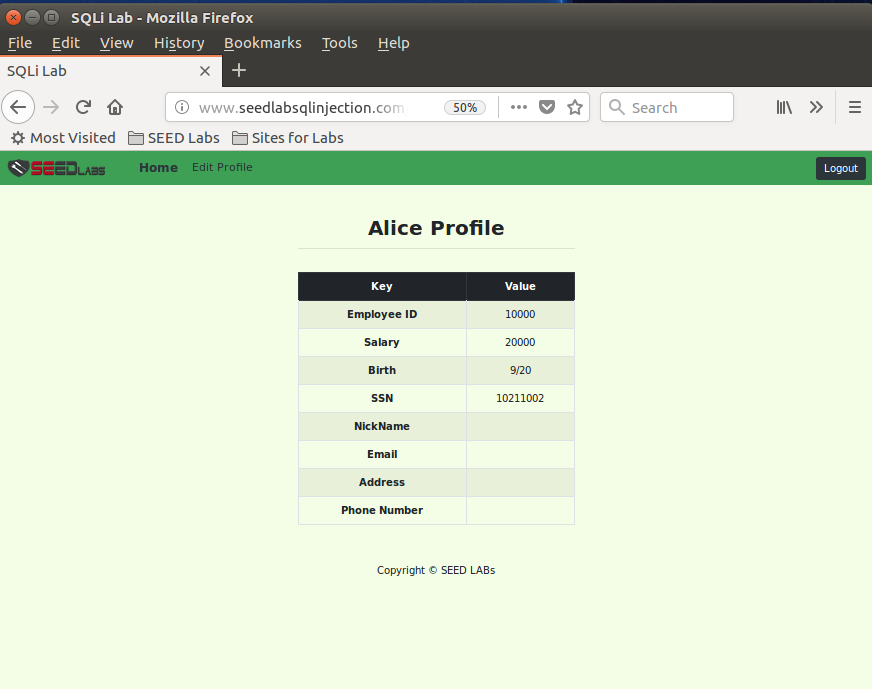 SQLi Lab - Mozilla Firefox
File Edit View History Bookmarks Tools Help
SQLi Lab
www.seedlabsqlinjection.com 50% Search
Most Visited SEED Labs Sites for Labs
SEEDLABS Home Edit Profile Logout
Alice Profile
Key Value
Employee ID 10000
Salary 20000
Birth 9/20
SSN 10211002
NickName
Email
Address
Phone Number
Copyright © SEED LABs